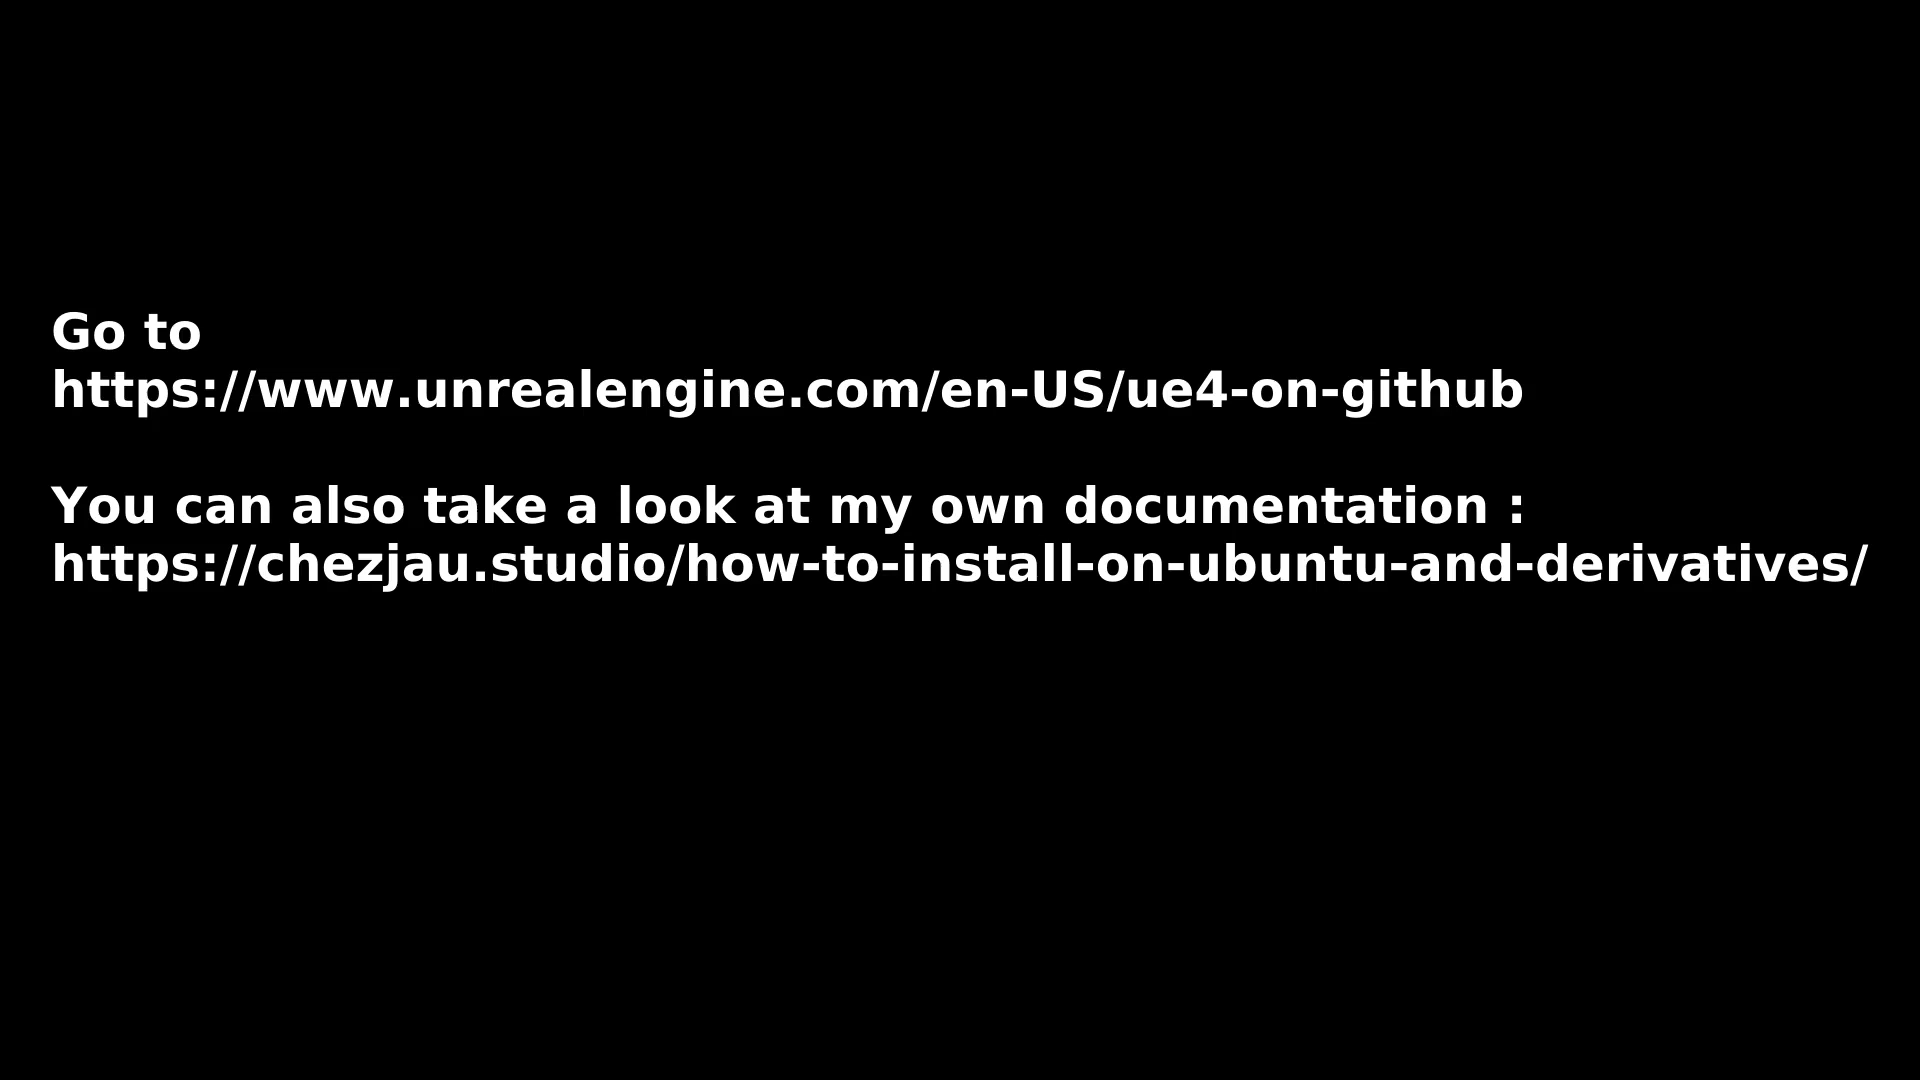 Go to
https://www.unrealengine.com/en-US/ue4-on-github
You can also take a look at my own documentation :
https://chezjau.studio/how-to-install-on-ubuntu-and-derivatives/